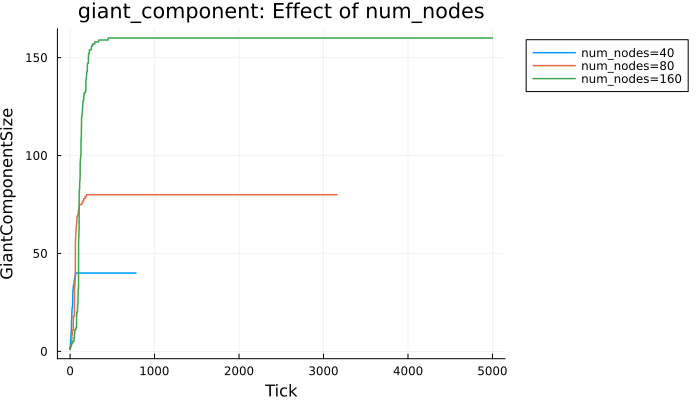 giant_component: Effect of num_nodes
GiantComponentSize
150
100
50
0
0 1000 2000 3000 4000 5000
Tick
num_nodes=40
num_nodes=80
num_nodes=160